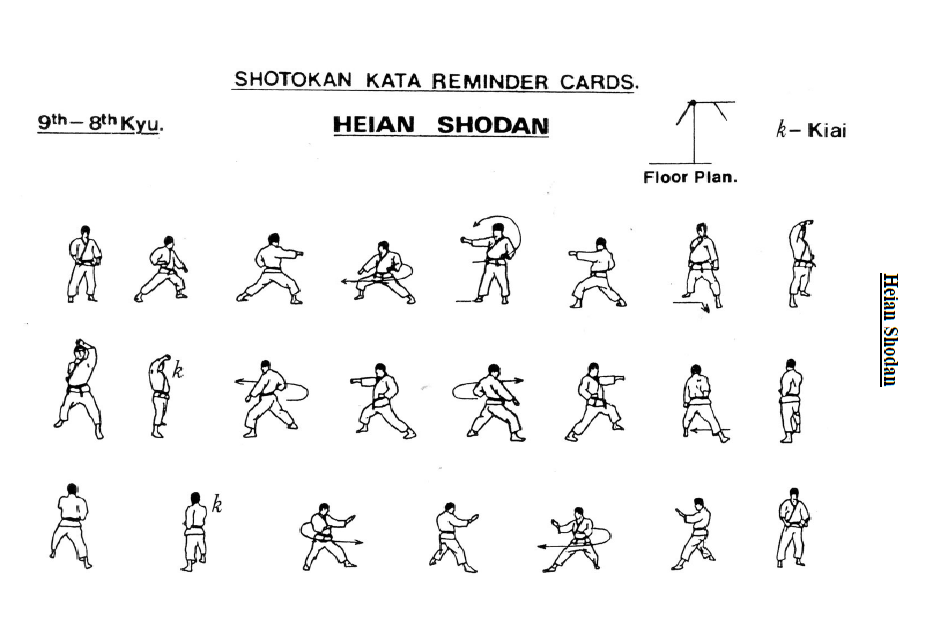 SHOTOKAN KATA REMINDER CARDS.
9th – 8th Kyu.
HEIAN SHODAN
k – Kiai
Floor Plan.
Heian Shodan
k
k